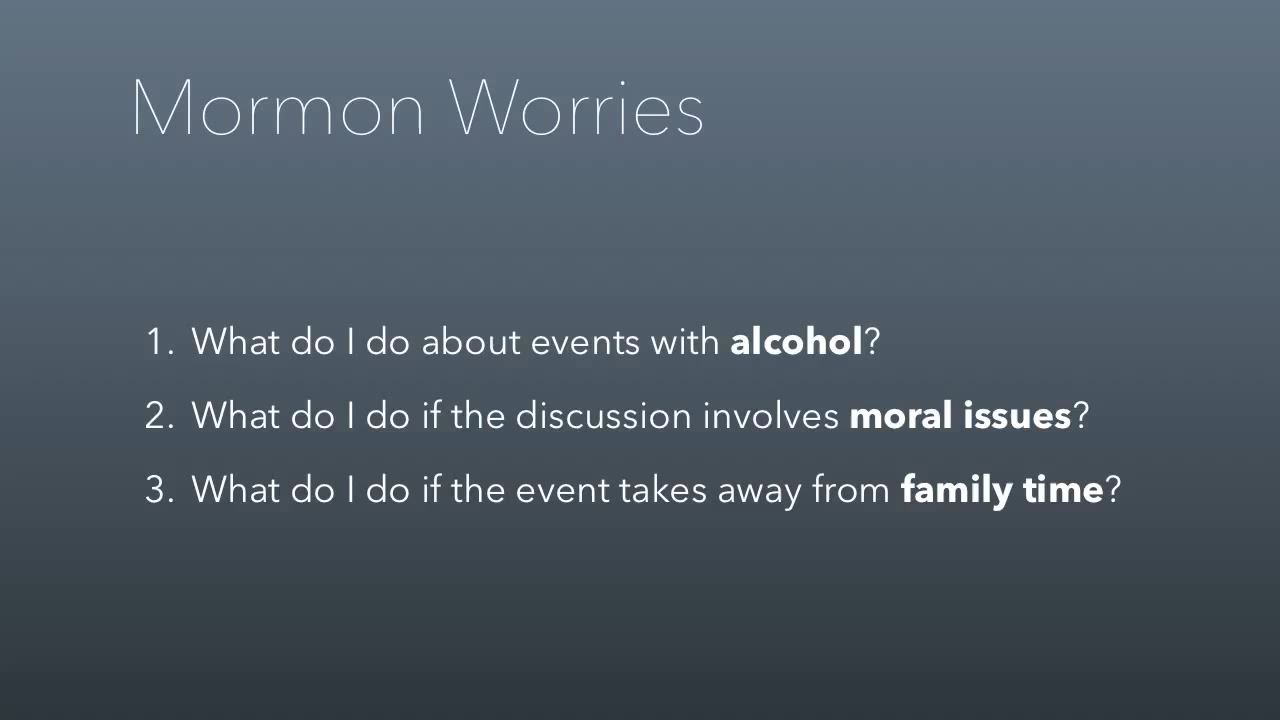 Mormon Worries
1. What do I do about events with alcohol?
2. What do I do if the discussion involves moral issues?
3. What do I do if the event takes away from family time?